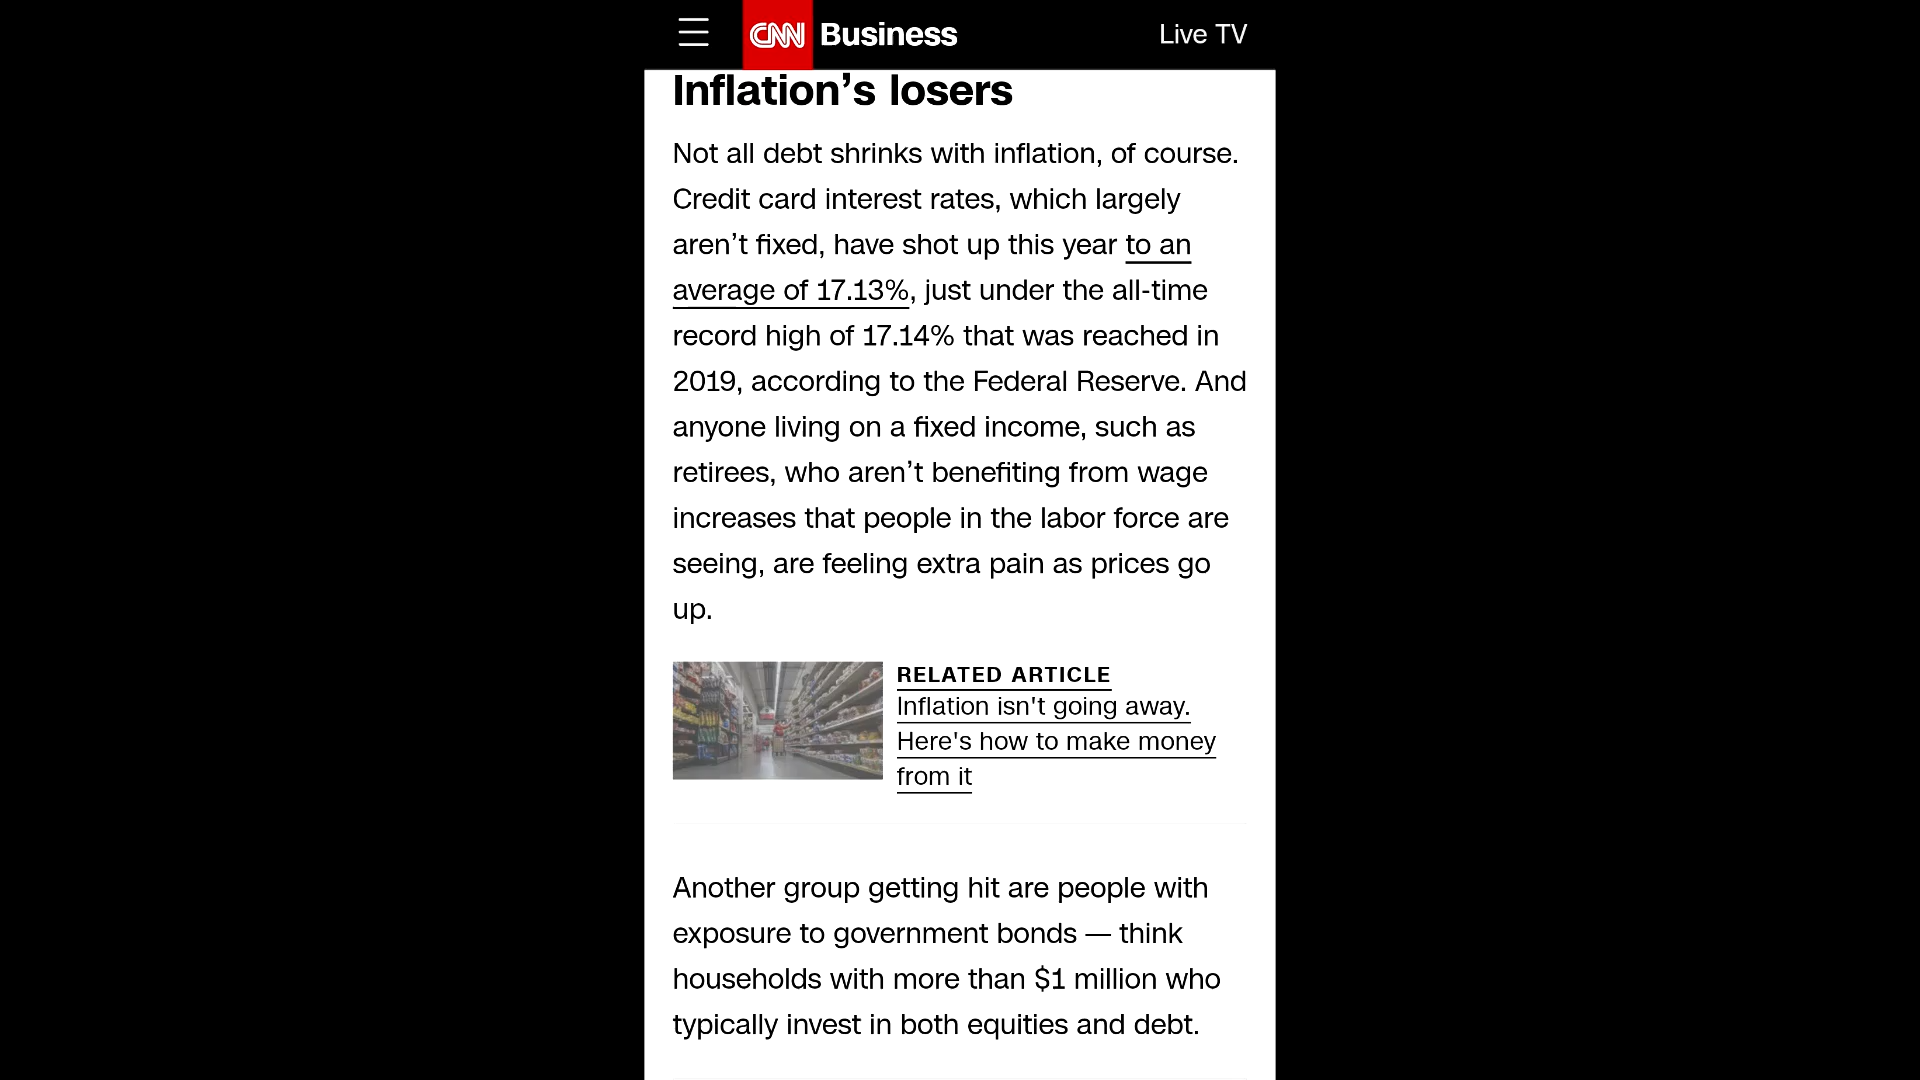 CNN Business
Live TV
Inflation’s losers
Not all debt shrinks with inflation, of course.
Credit card interest rates, which largely
aren’t fixed, have shot up this year to an
average of 17.13%, just under the all-time
record high of 17.14% that was reached in
2019, according to the Federal Reserve. And
anyone living on a fixed income, such as
retirees, who aren’t benefiting from wage
increases that people in the labor force are
seeing, are feeling extra pain as prices go
up.
RELATED ARTICLE
Inflation isn't going away.
Here's how to make money
from it
Another group getting hit are people with
exposure to government bonds — think
households with more than $1 million who
typically invest in both equities and debt.